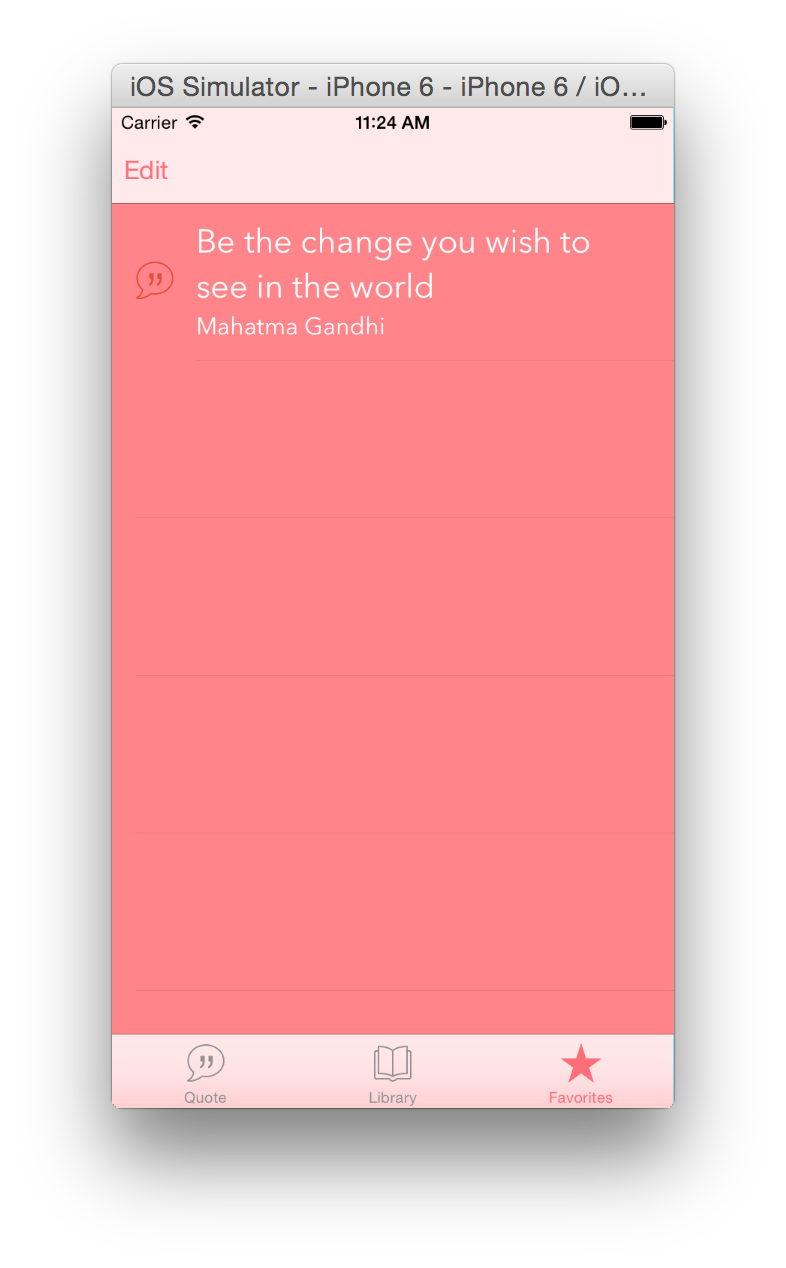 iOS Simulator - iPhone 6 - iPhone 6 / iO...
Carrier 11:24 AM
Edit
Be the change you wish to
see in the world
Mahatma Gandhi
Quote Library Favorites